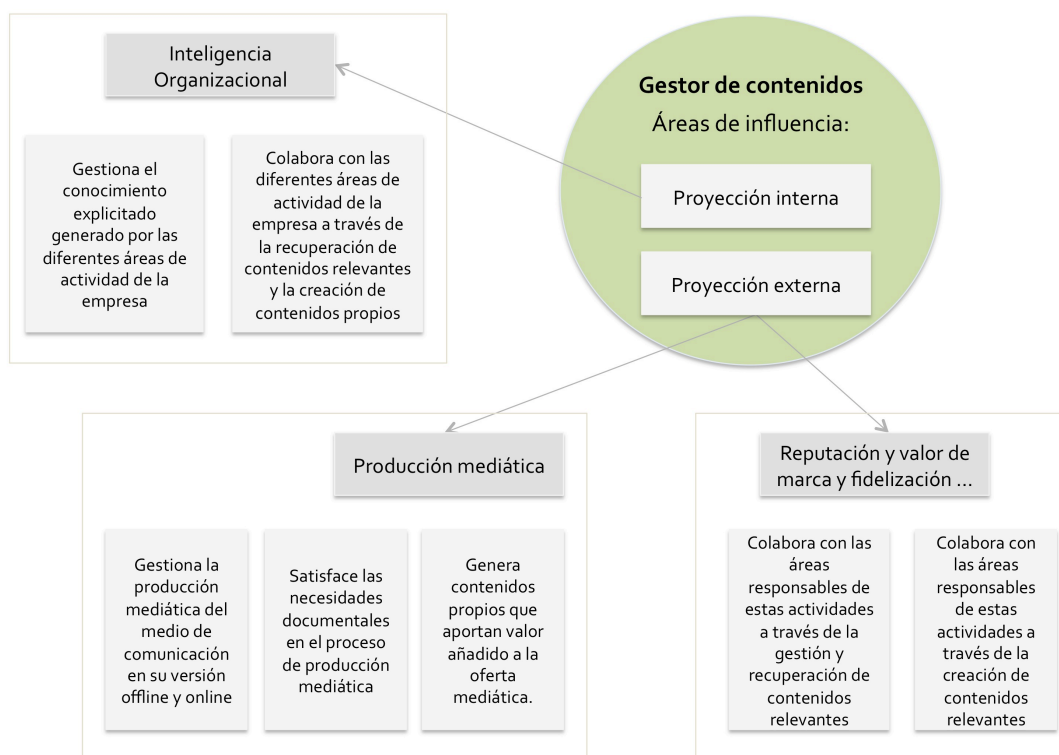 Inteligencia
Organizacional
Gestiona el
conocimiento
explicitado
generado por las
diferentes áreas de
actividad de la
empresa
Colabora con las
diferentes áreas de
actividad de la
empresa a través de
la recuperación de
contenidos relevantes
y la creación de
contenidos propios
Gestor de contenidos
Áreas de influencia:
Proyección interna
Proyección externa
Producción mediática
Gestiona la
producción
mediática del
medio de
comunicación
en su versión
offline y online
Satisface las
necesidades
documentales
en el proceso
de producción
mediática
Genera
contenidos
propios que
aportan valor
añadido a la
oferta
mediática.
Reputación y valor de
marca y fidelización ...
Colabora con las
áreas
responsables de
estas actividades
a través de la
gestión y
recuperación de
contenidos
relevantes
Colabora con
las áreas
responsables
de estas
actividades a
través de la
creación de
contenidos
relevantes